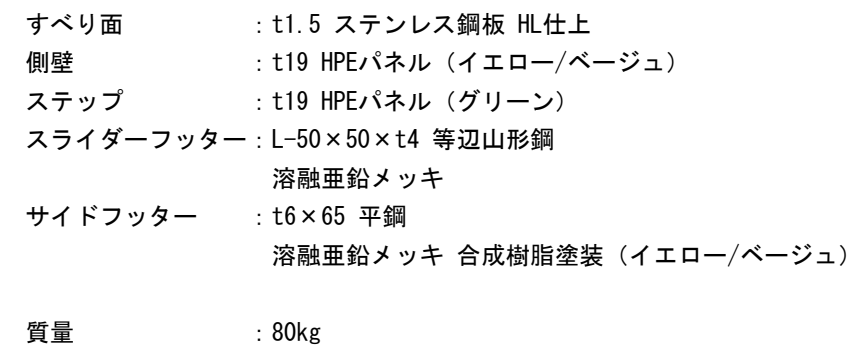 すべり面　　　　　：t1.5 ステンレス鋼板 HL仕上
側壁　　　　　　　：t19 HPEパネル（イエロー/ベージュ）
ステップ　　　　　：t19 HPEパネル（グリーン）
スライダーフッター：L-50×50×t4 等辺山形鋼
溶融亜鉛メッキ
サイドフッター　　：t6×65 平鋼
溶融亜鉛メッキ 合成樹脂塗装（イエロー/ベージュ）
質量　　　　　　　：80kg